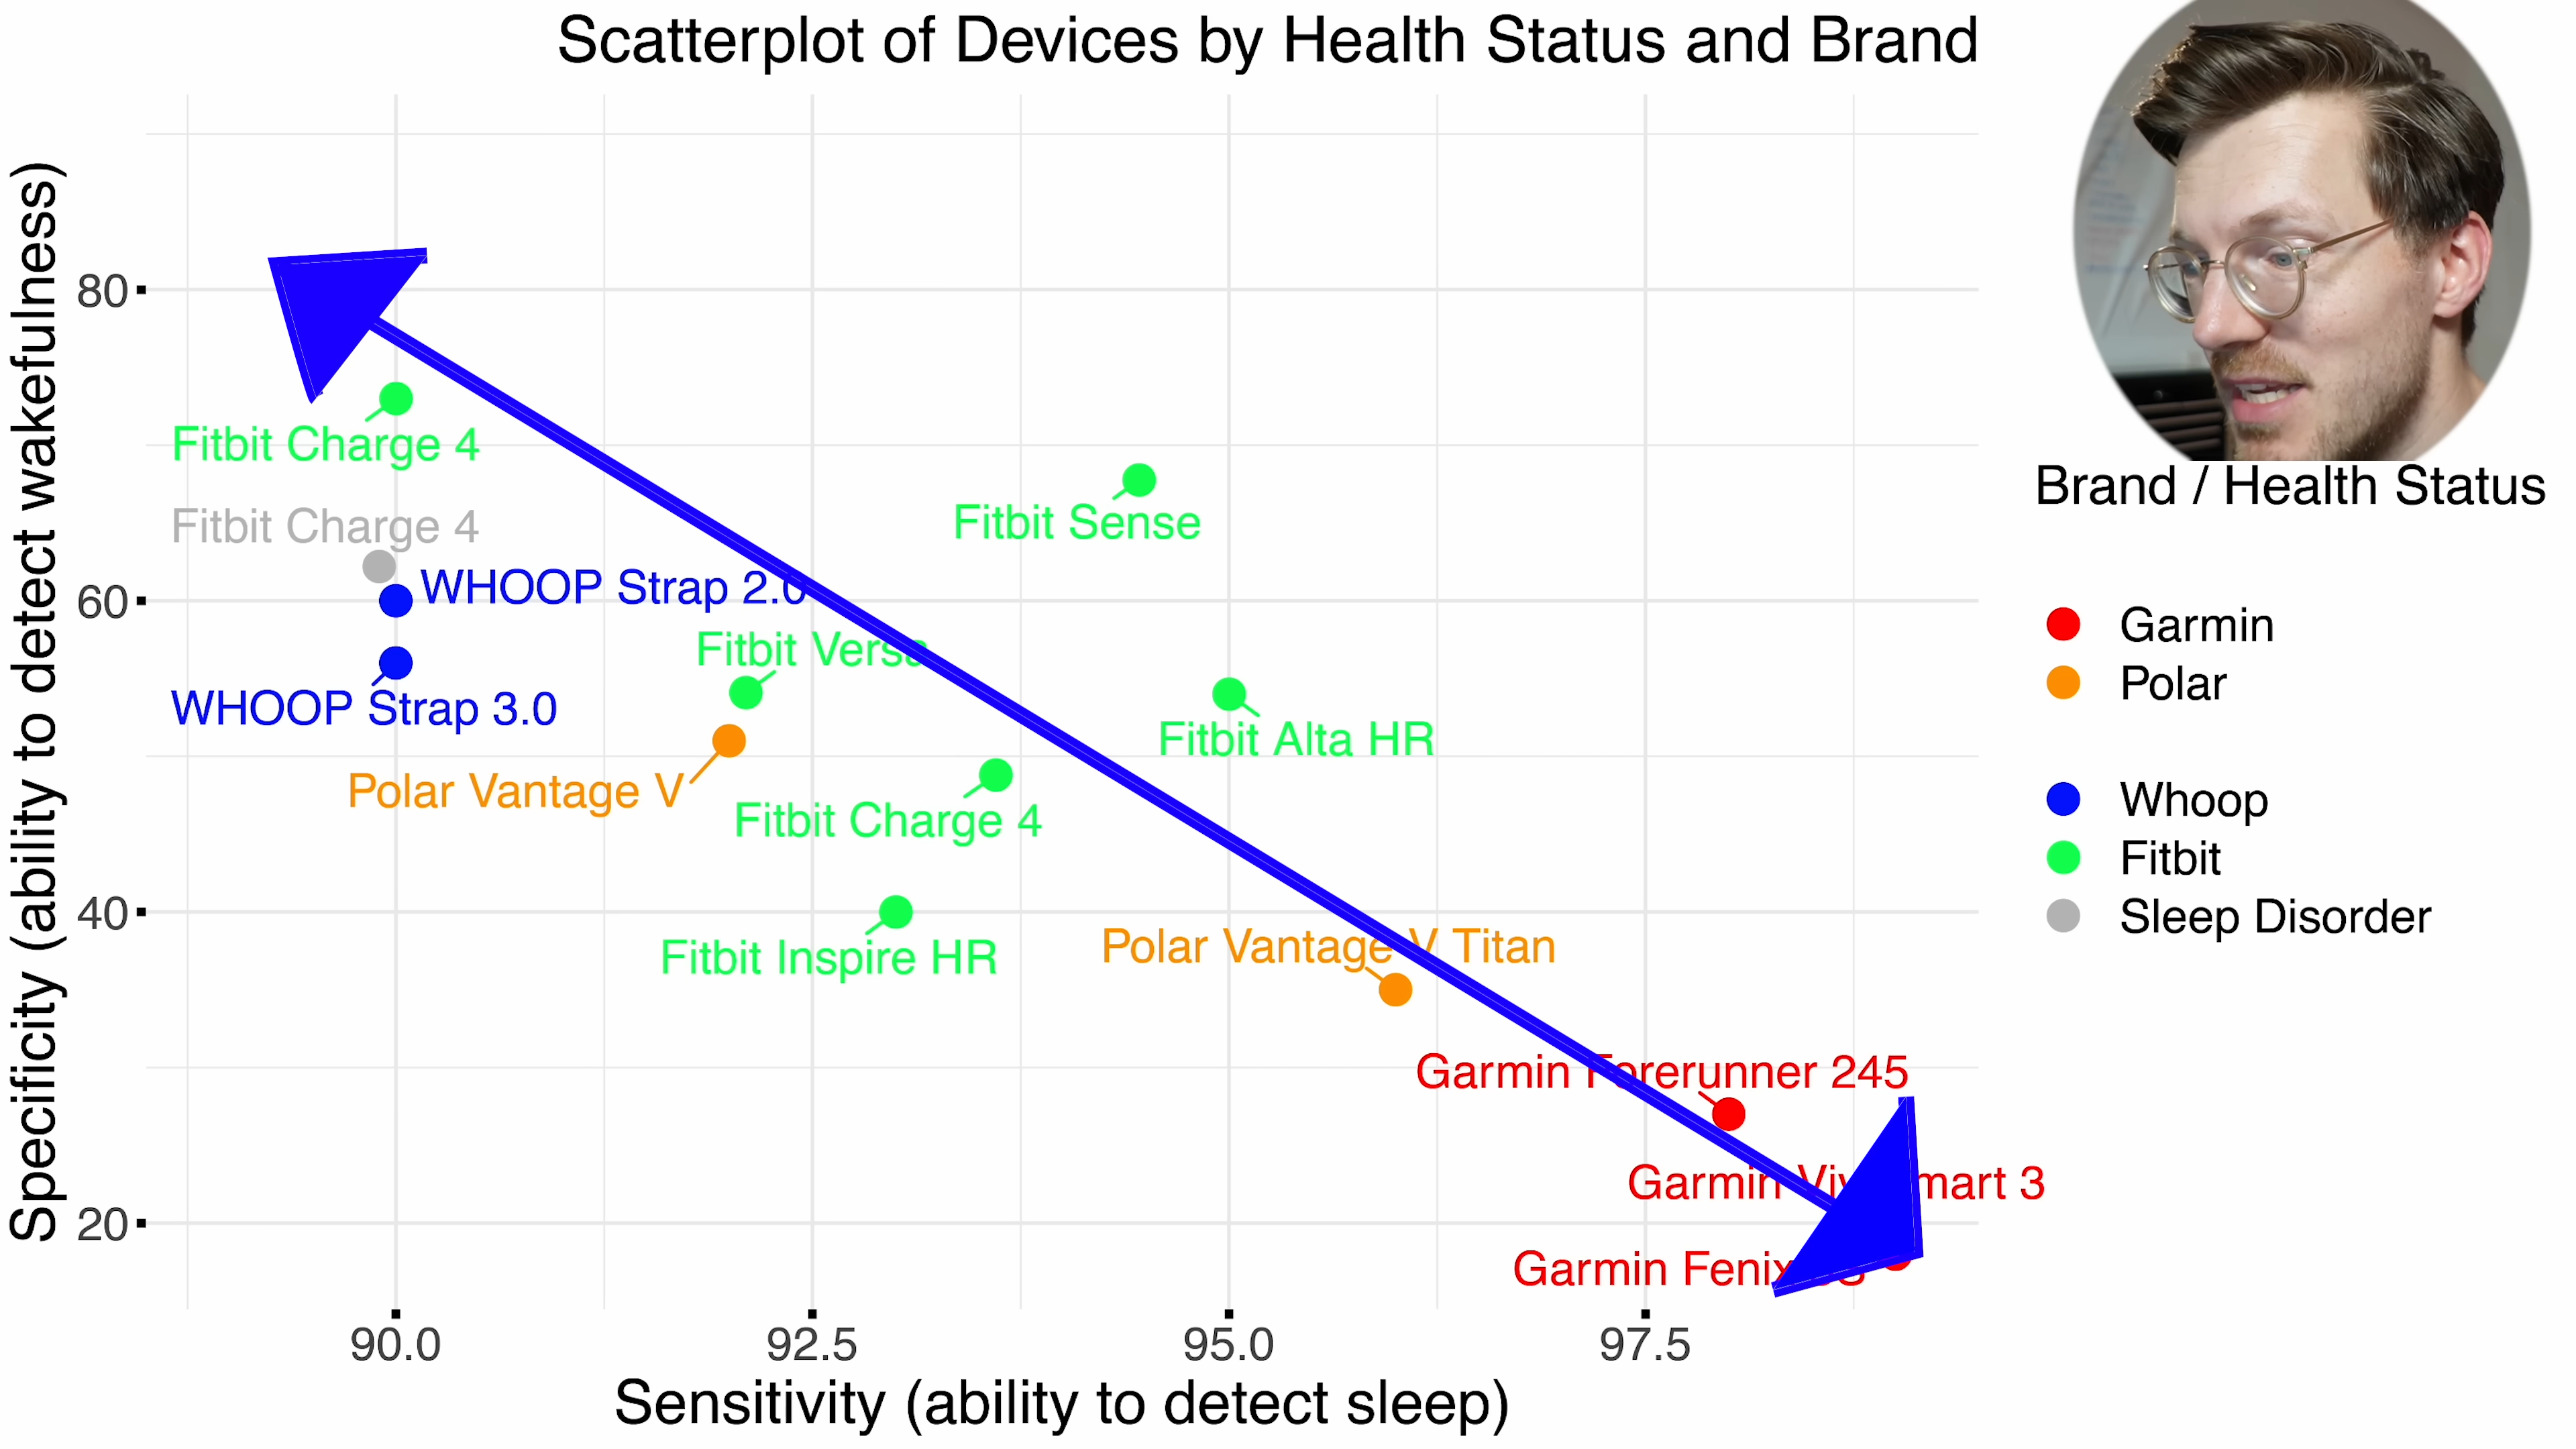 Scatterplot of Devices by Health Status and Brand
Specificity (ability to detect wakefulness)
80
60
40
20
Fitbit Charge 4
Fitbit Charge 4
WHOOP Strap 2.0
WHOOP Strap 3.0
Fitbit Sense
Fitbit Versa
Polar Vantage V
Fitbit Alta HR
Fitbit Charge 4
Fitbit Inspire HR
Polar Vantage V Titan
Garmin Forerunner 245
Garmin 3
Garmin Fenix
90.0
92.5
95.0
97.5
Sensitivity (ability to detect sleep)
Brand / Health Status
Garmin
Polar
Whoop
Fitbit
Sleep Disorder